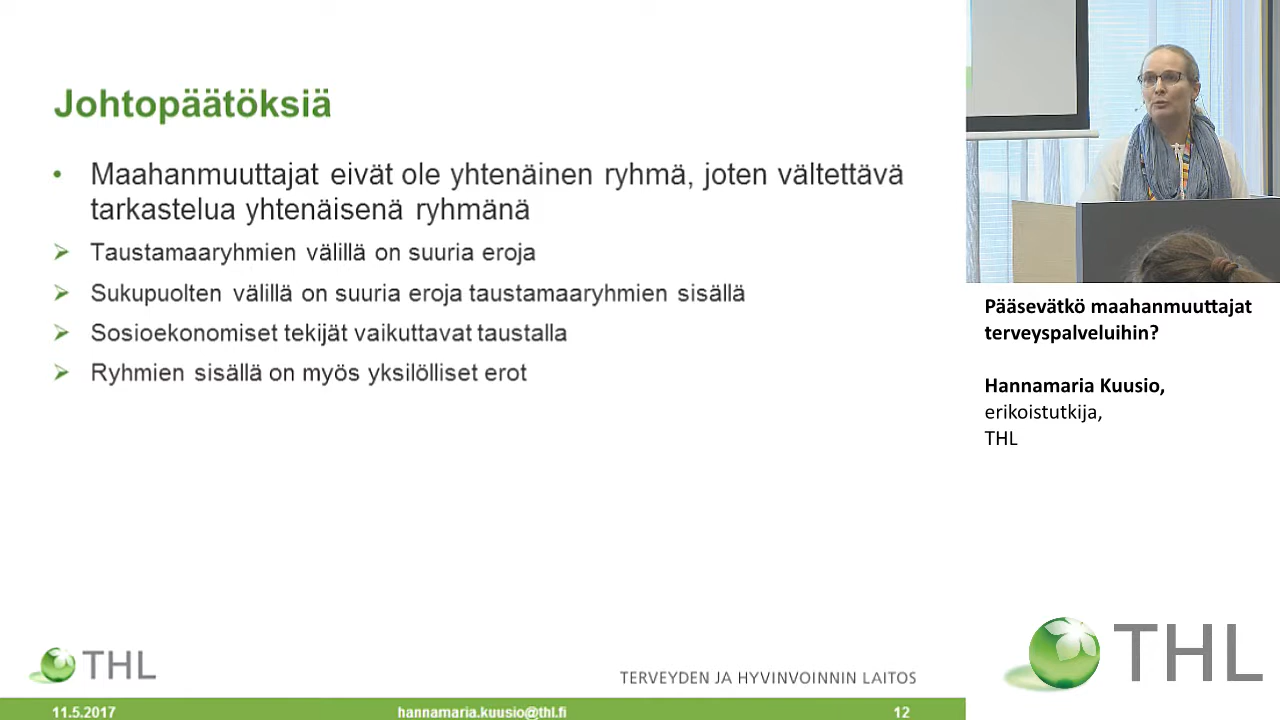 Johtopäätöksiä
• Maahanmuuttajat eivät ole yhtenäinen ryhmä, joten vältettävä
tarkastelua yhtenäisenä ryhmänä
➢ Taustamaaryhmien välillä on suuria eroja
➢ Sukupuolten välillä on suuria eroja taustamaaryhmien sisällä
➢ Sosioekonomiset tekijät vaikuttavat taustalla
➢ Ryhmien sisällä on myös yksilölliset erot
THL
TERVEYDEN JA HYVINVOINNIN LAITOS
11.5.2017
hannamaria.kuusio@thl.fi
12
Pääsevätkö maahanmuuttajat
terveyspalveluihin?
Hannamaria Kuusio,
erikoistutkija,
THL
THL